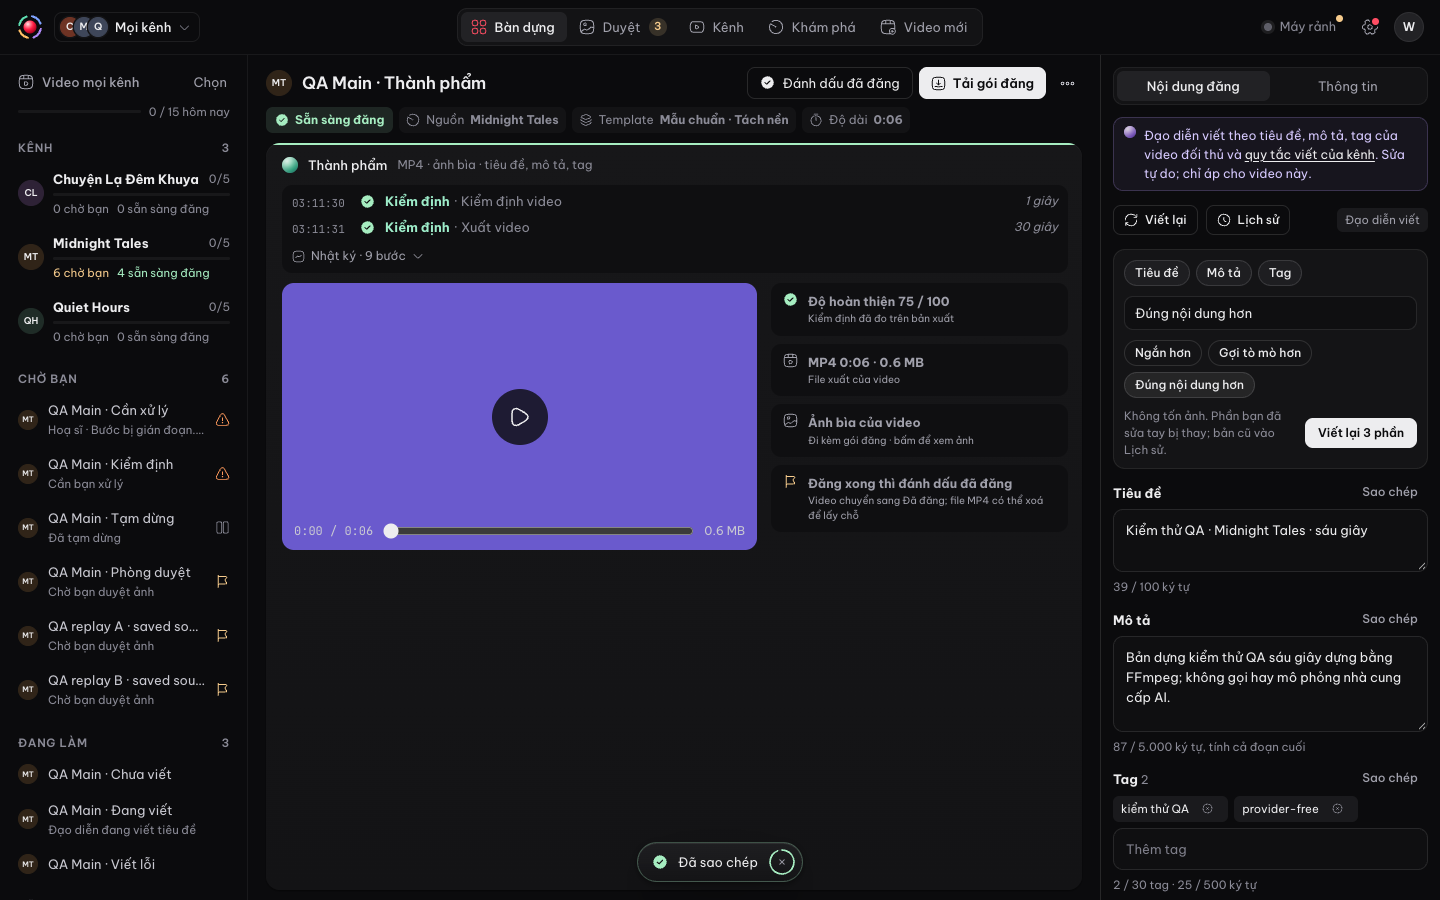 C M Q Mọi kênh
Bàn dựng
Duyệt 3
Kênh
Khám phá
Video mới
Máy rảnh
W
Video mọi kênh
Chọn
0 / 15 hôm nay
KÊNH 3
CL
Chuyện Lạ Đêm Khuya 0/5
0 chờ bạn 0 sẵn sàng đăng
MT
Midnight Tales 0/5
6 chờ bạn 4 sẵn sàng đăng
QH
Quiet Hours 0/5
0 chờ bạn 0 sẵn sàng đăng
CHỜ BẠN 6
MT
QA Main · Cần xử lý
Hoạ sĩ · Bước bị gián đoạn....
MT
QA Main · Kiểm định
Cần bạn xử lý
MT
QA Main · Tạm dừng
Đã tạm dừng
MT
QA Main · Phòng duyệt
Chờ bạn duyệt ảnh
MT
QA replay A · saved so...
Chờ bạn duyệt ảnh
MT
QA replay B · saved sou...
Chờ bạn duyệt ảnh
ĐANG LÀM 3
MT
QA Main · Chưa viết
MT
QA Main · Đang viết
Đạo diễn đang viết tiêu đề
MT
QA Main · Viết lỗi
MT
QA Main · Thành phẩm
Đánh dấu đã đăng
Tải gói đăng
Sẵn sàng đăng
Nguồn Midnight Tales
Template Mẫu chuẩn · Tách nền
Độ dài 0:06
Thành phẩm MP4 · ảnh bìa · tiêu đề, mô tả, tag
03:11:30 Kiểm định · Kiểm định video 1 giây
03:11:31 Kiểm định · Xuất video 30 giây
Nhật ký · 9 bước
0:00 / 0:06 0.6 MB
Độ hoàn thiện 75 / 100
Kiểm định đã đo trên bản xuất
MP4 0:06 · 0.6 MB
File xuất của video
Ảnh bìa của video
Đi kèm gói đăng · bấm để xem ảnh
Đăng xong thì đánh dấu đã đăng
Video chuyển sang Đã đăng; file MP4 có thể xoá
để lấy chỗ
Đã sao chép
Nội dung đăng
Thông tin
Đạo diễn viết theo tiêu đề, mô tả, tag của
video đối thủ và quy tắc viết của kênh. Sửa
tự do; chỉ áp cho video này.
Viết lại
Lịch sử
Đạo diễn viết
Tiêu đề
Mô tả
Tag
Đúng nội dung hơn
Ngắn hơn
Gợi tò mò hơn
Đúng nội dung hơn
Không tốn ảnh. Phần bạn đã
sửa tay bị thay; bản cũ vào
Lịch sử.
Viết lại 3 phần
Tiêu đề Sao chép
Kiểm thử QA · Midnight Tales · sáu giây
39 / 100 ký tự
Mô tả Sao chép
Bản dựng kiểm thử QA sáu giây dựng bằng
FFmpeg; không gọi hay mô phỏng nhà cung
cấp AI.
87 / 5.000 ký tự, tính cả đoạn cuối
Tag 2 Sao chép
kiểm thử QA
provider-free
Thêm tag
2 / 30 tag · 25 / 500 ký tự